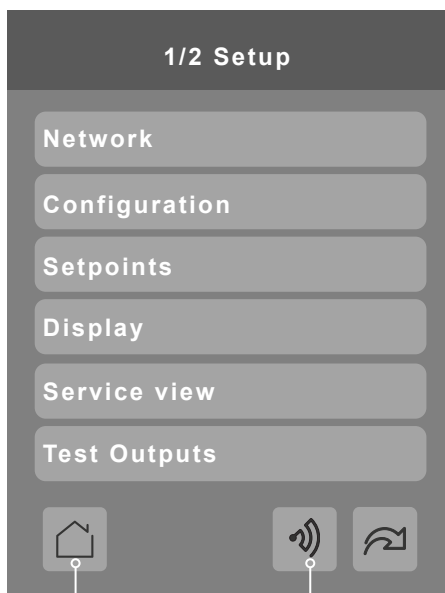 1/2 Setup
Network
Configuration
Setpoints
Display
Service view
Test Outputs